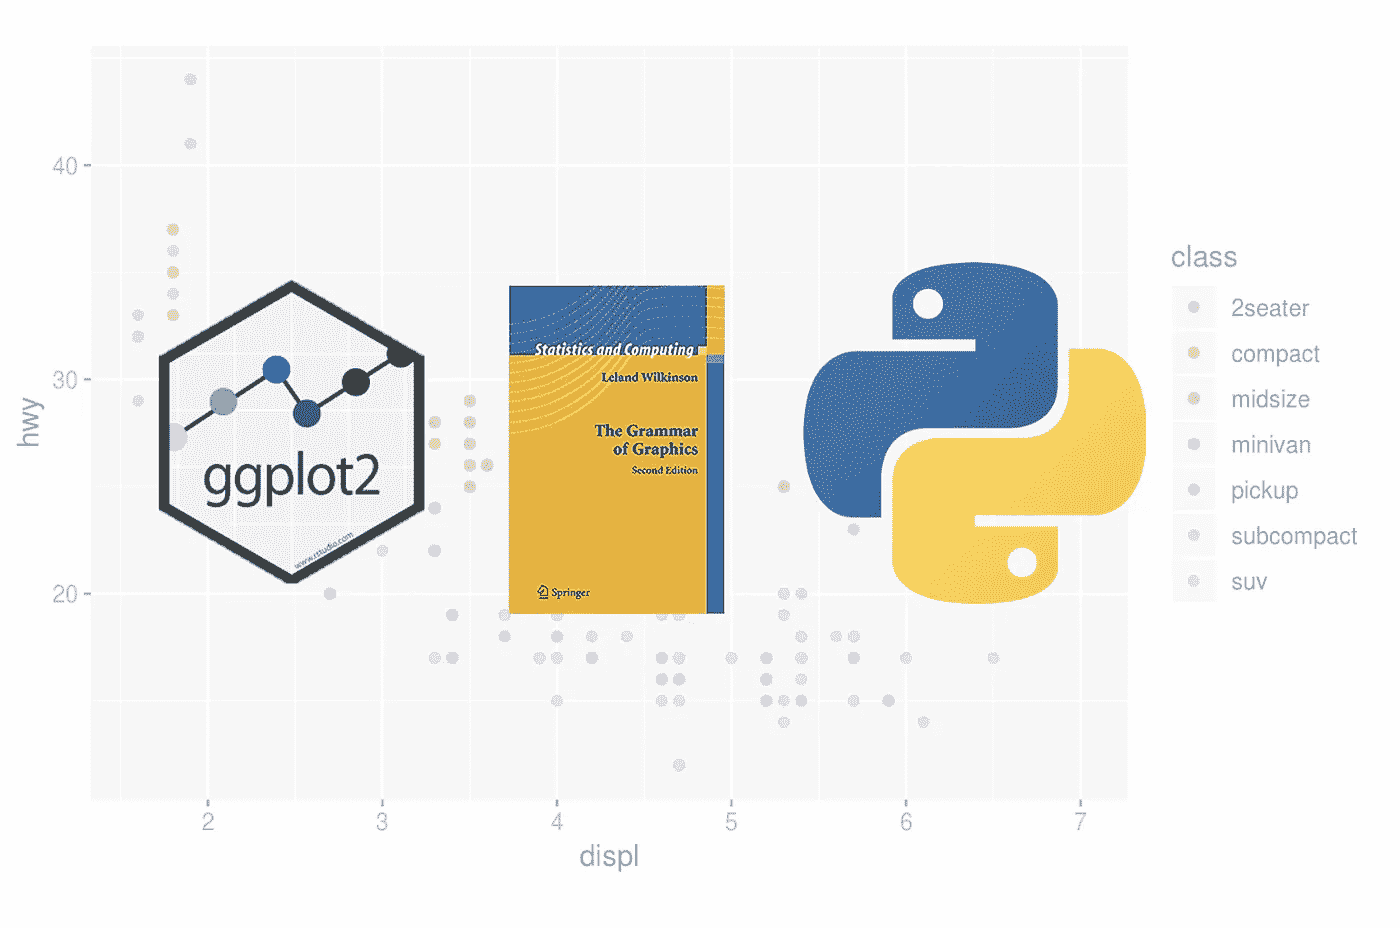 40
30
20
hwy
2
3
4
5
6
7
displ
class
2seater
compact
midsize
minivan
pickup
subcompact
suv
ggplot2
www.rstudio.com
Statistics and Computing
Leland Wilkinson
The Grammar
of Graphics
Second Edition
Springer